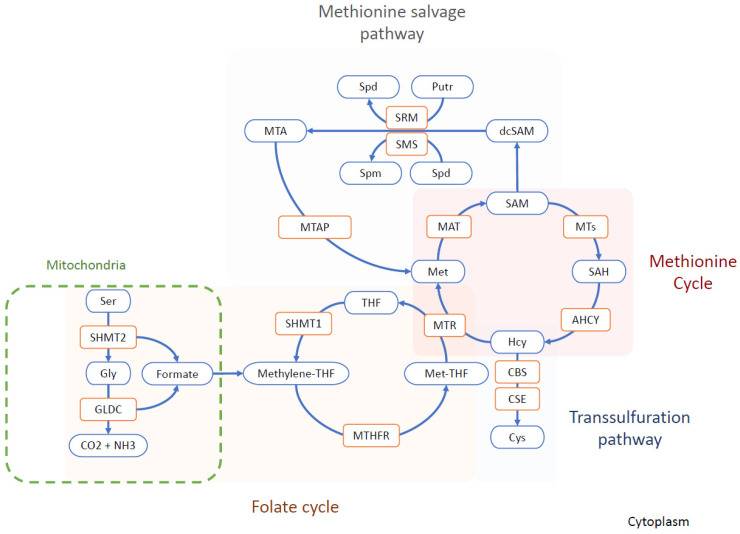 Methionine salvage
pathway
Spd
Putr
SRM
MTA
dcSAM
SMS
Spm
Spd
SAM
MTAP
MAT
MTs
Met
SAH
Methionine
Cycle
Mitochondria
Ser
THF
SHMT1
MTR
AHCY
SHMT2
Hcy
Gly
Formate
Methylene-THF
Met-THF
CBS
CSE
GLDC
MTHFR
Cys
Transsulfuration
pathway
CO2 + NH3
Folate cycle
Cytoplasm